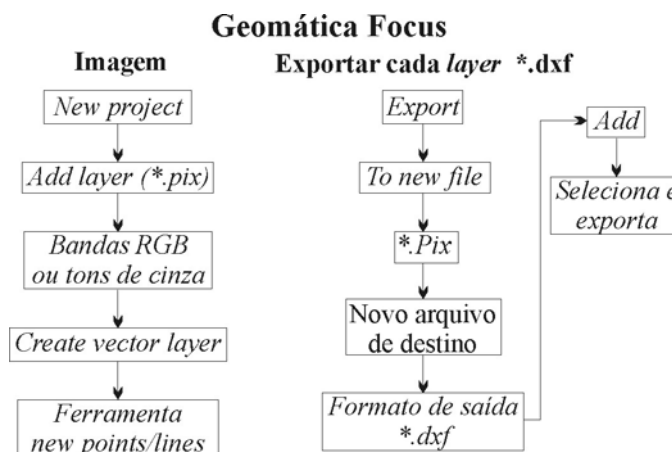 Geomática Focus
Imagem
New project
Add layer (*.pix)
Bandas RGB
ou tons de cinza
Create vector layer
Ferramenta
new points/lines
Exportar cada layer *.dxf
Export
To new file
*.Pix
Novo arquivo
de destino
Formato de saída
*.dxf
Add
Seleciona e
exporta